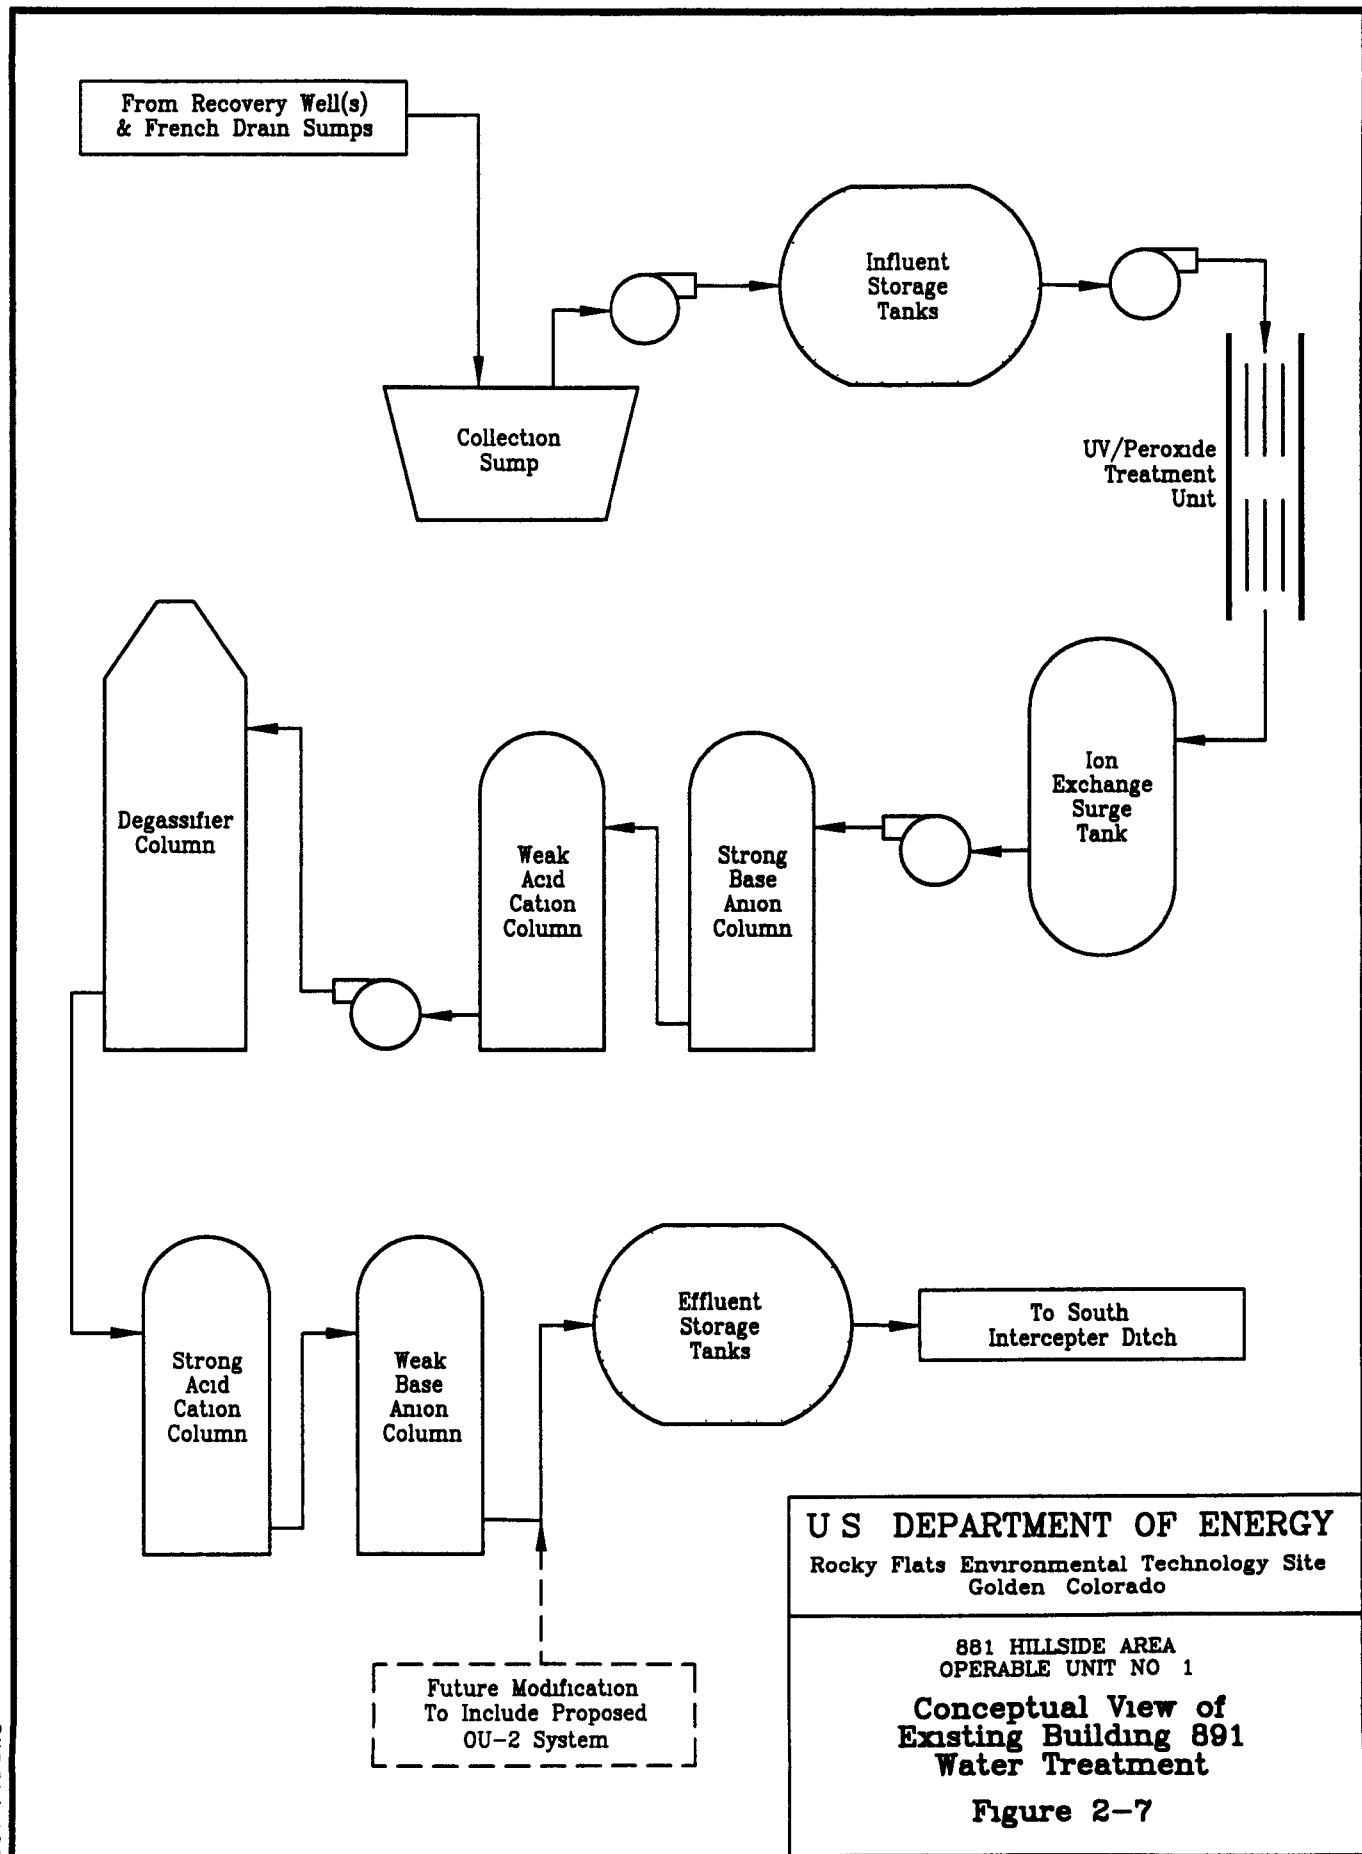 From Recovery Well(s)
& French Drain Sumps
Influent
Storage
Tanks
Collection
Sump
UV/Peroxide
Treatment
Unit
Ion
Exchange
Surge
Tank
Degassifier
Column
Weak
Acid
Cation
Column
Strong
Base
Anion
Column
Strong
Acid
Cation
Column
Weak
Base
Anion
Column
Effluent
Storage
Tanks
To South
Intercepter Ditch
Future Modification
To Include Proposed
OU-2 System
U S DEPARTMENT OF ENERGY
Rocky Flats Environmental Technology Site
Golden Colorado
881 HILLSIDE AREA
OPERABLE UNIT NO 1
Conceptual View of
Existing Building 891
Water Treatment
Figure 2-7